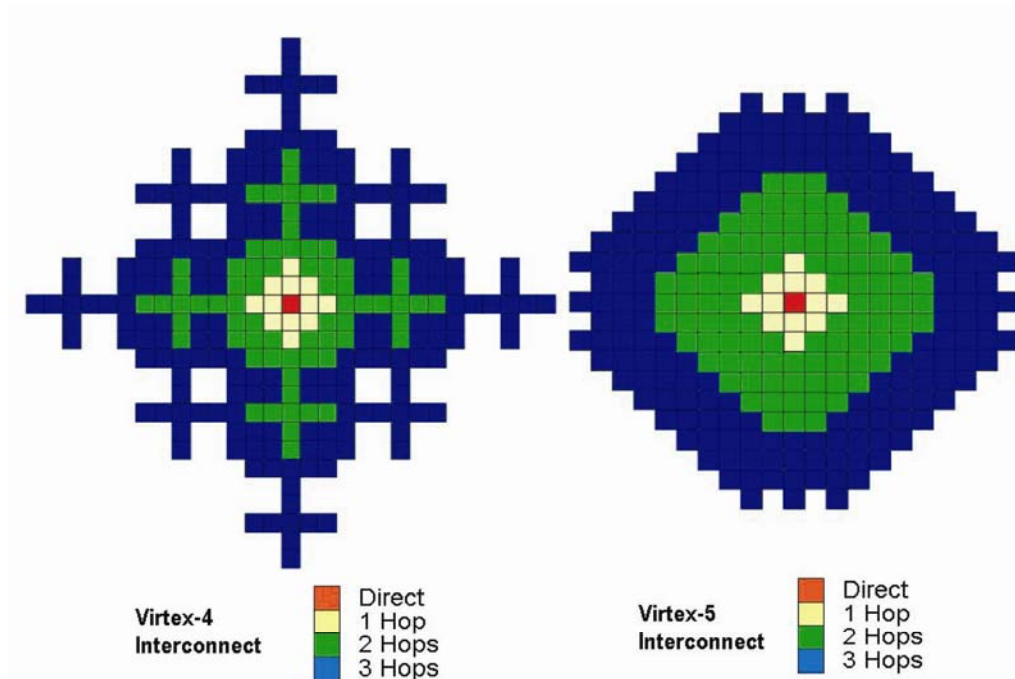 Virtex-4
Interconnect
Direct
1 Hop
2 Hops
3 Hops
Virtex-5
Interconnect
Direct
1 Hop
2 Hops
3 Hops